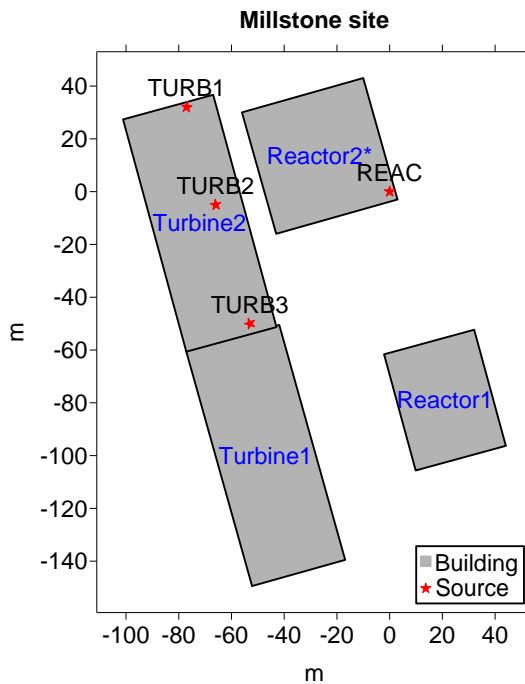 Millstone site
m
40
20
0
-20
-40
-60
-80
-100
-120
-140
TURB1
Reactor2*
REAC
TURB2
Turbine2
TURB3
Reactor1
Turbine1
Building
Source
-100 -80 -60 -40 -20 0 20 40
m